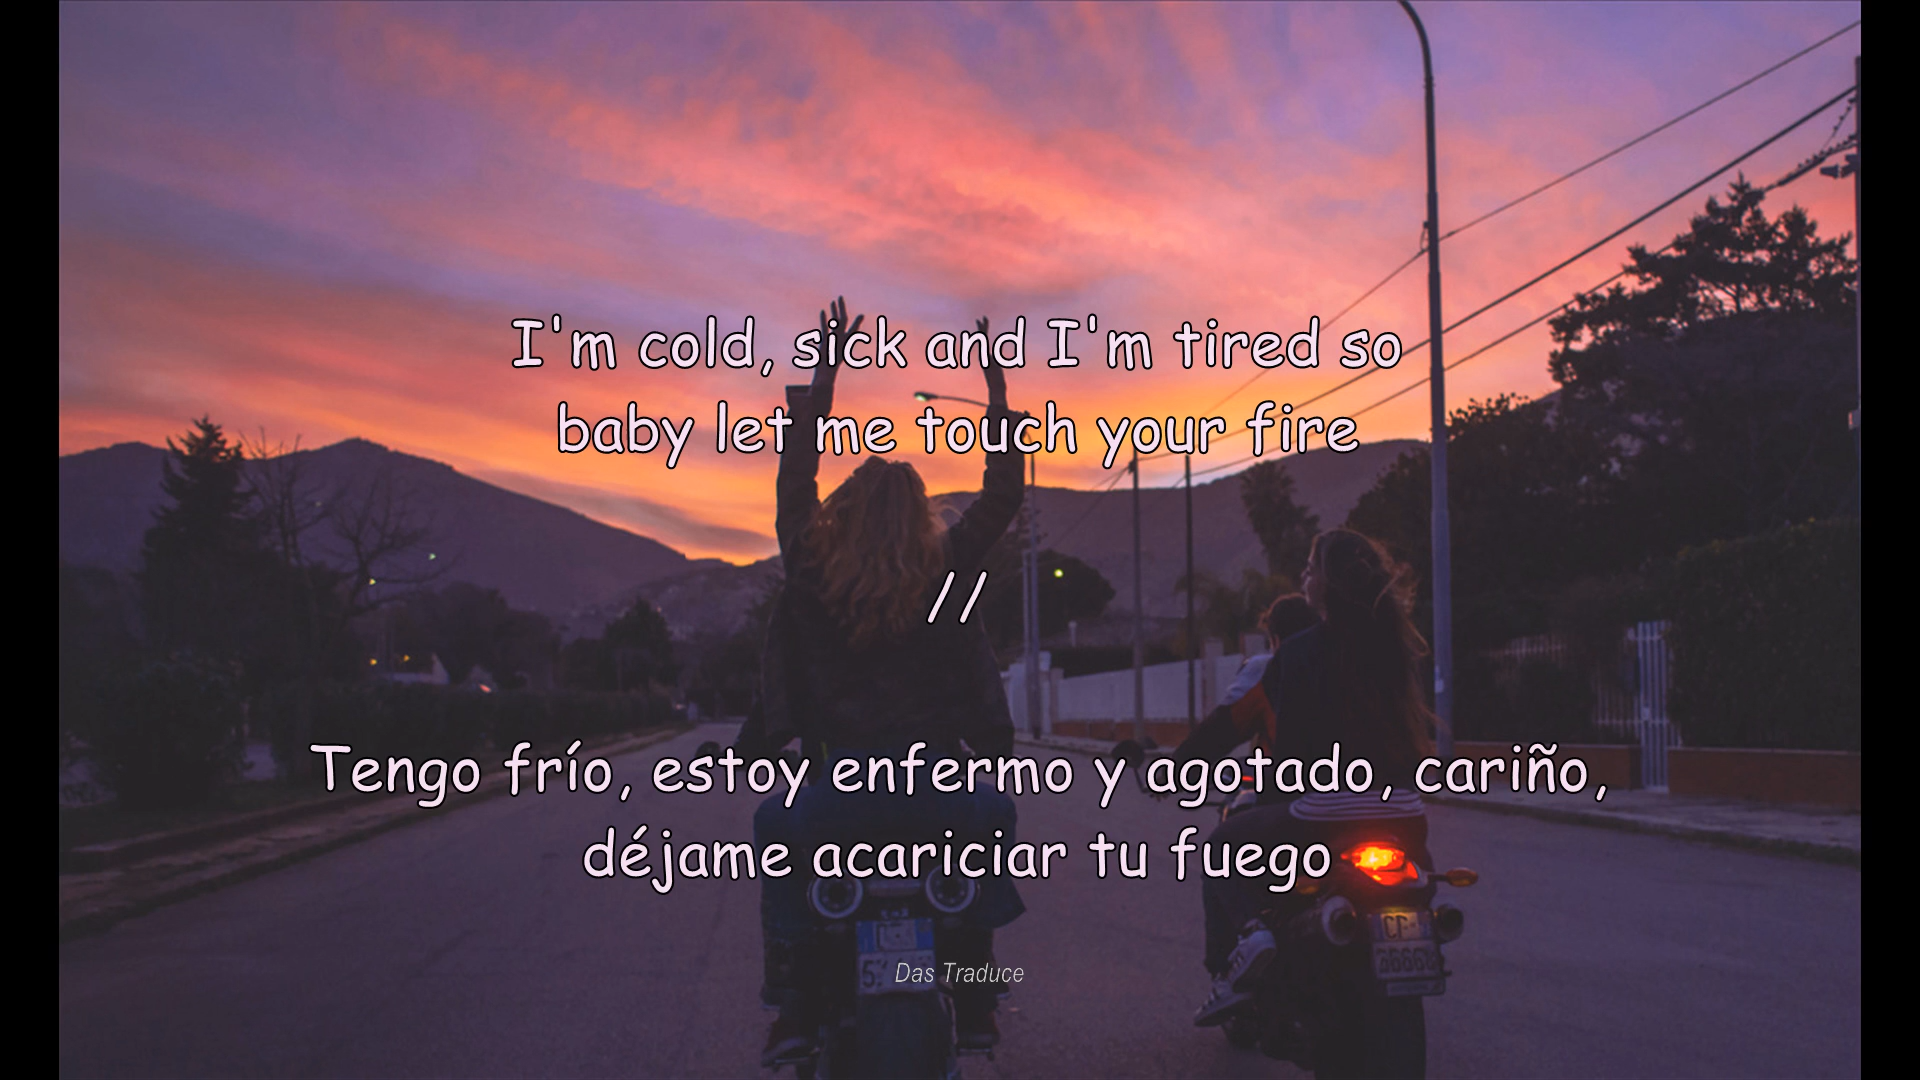 I'm cold, sick and I'm tired so
baby let me touch your fire
//
Tengo frío, estoy enfermo y agotado, cariño,
déjame acariciar tu fuego
Das Traduce